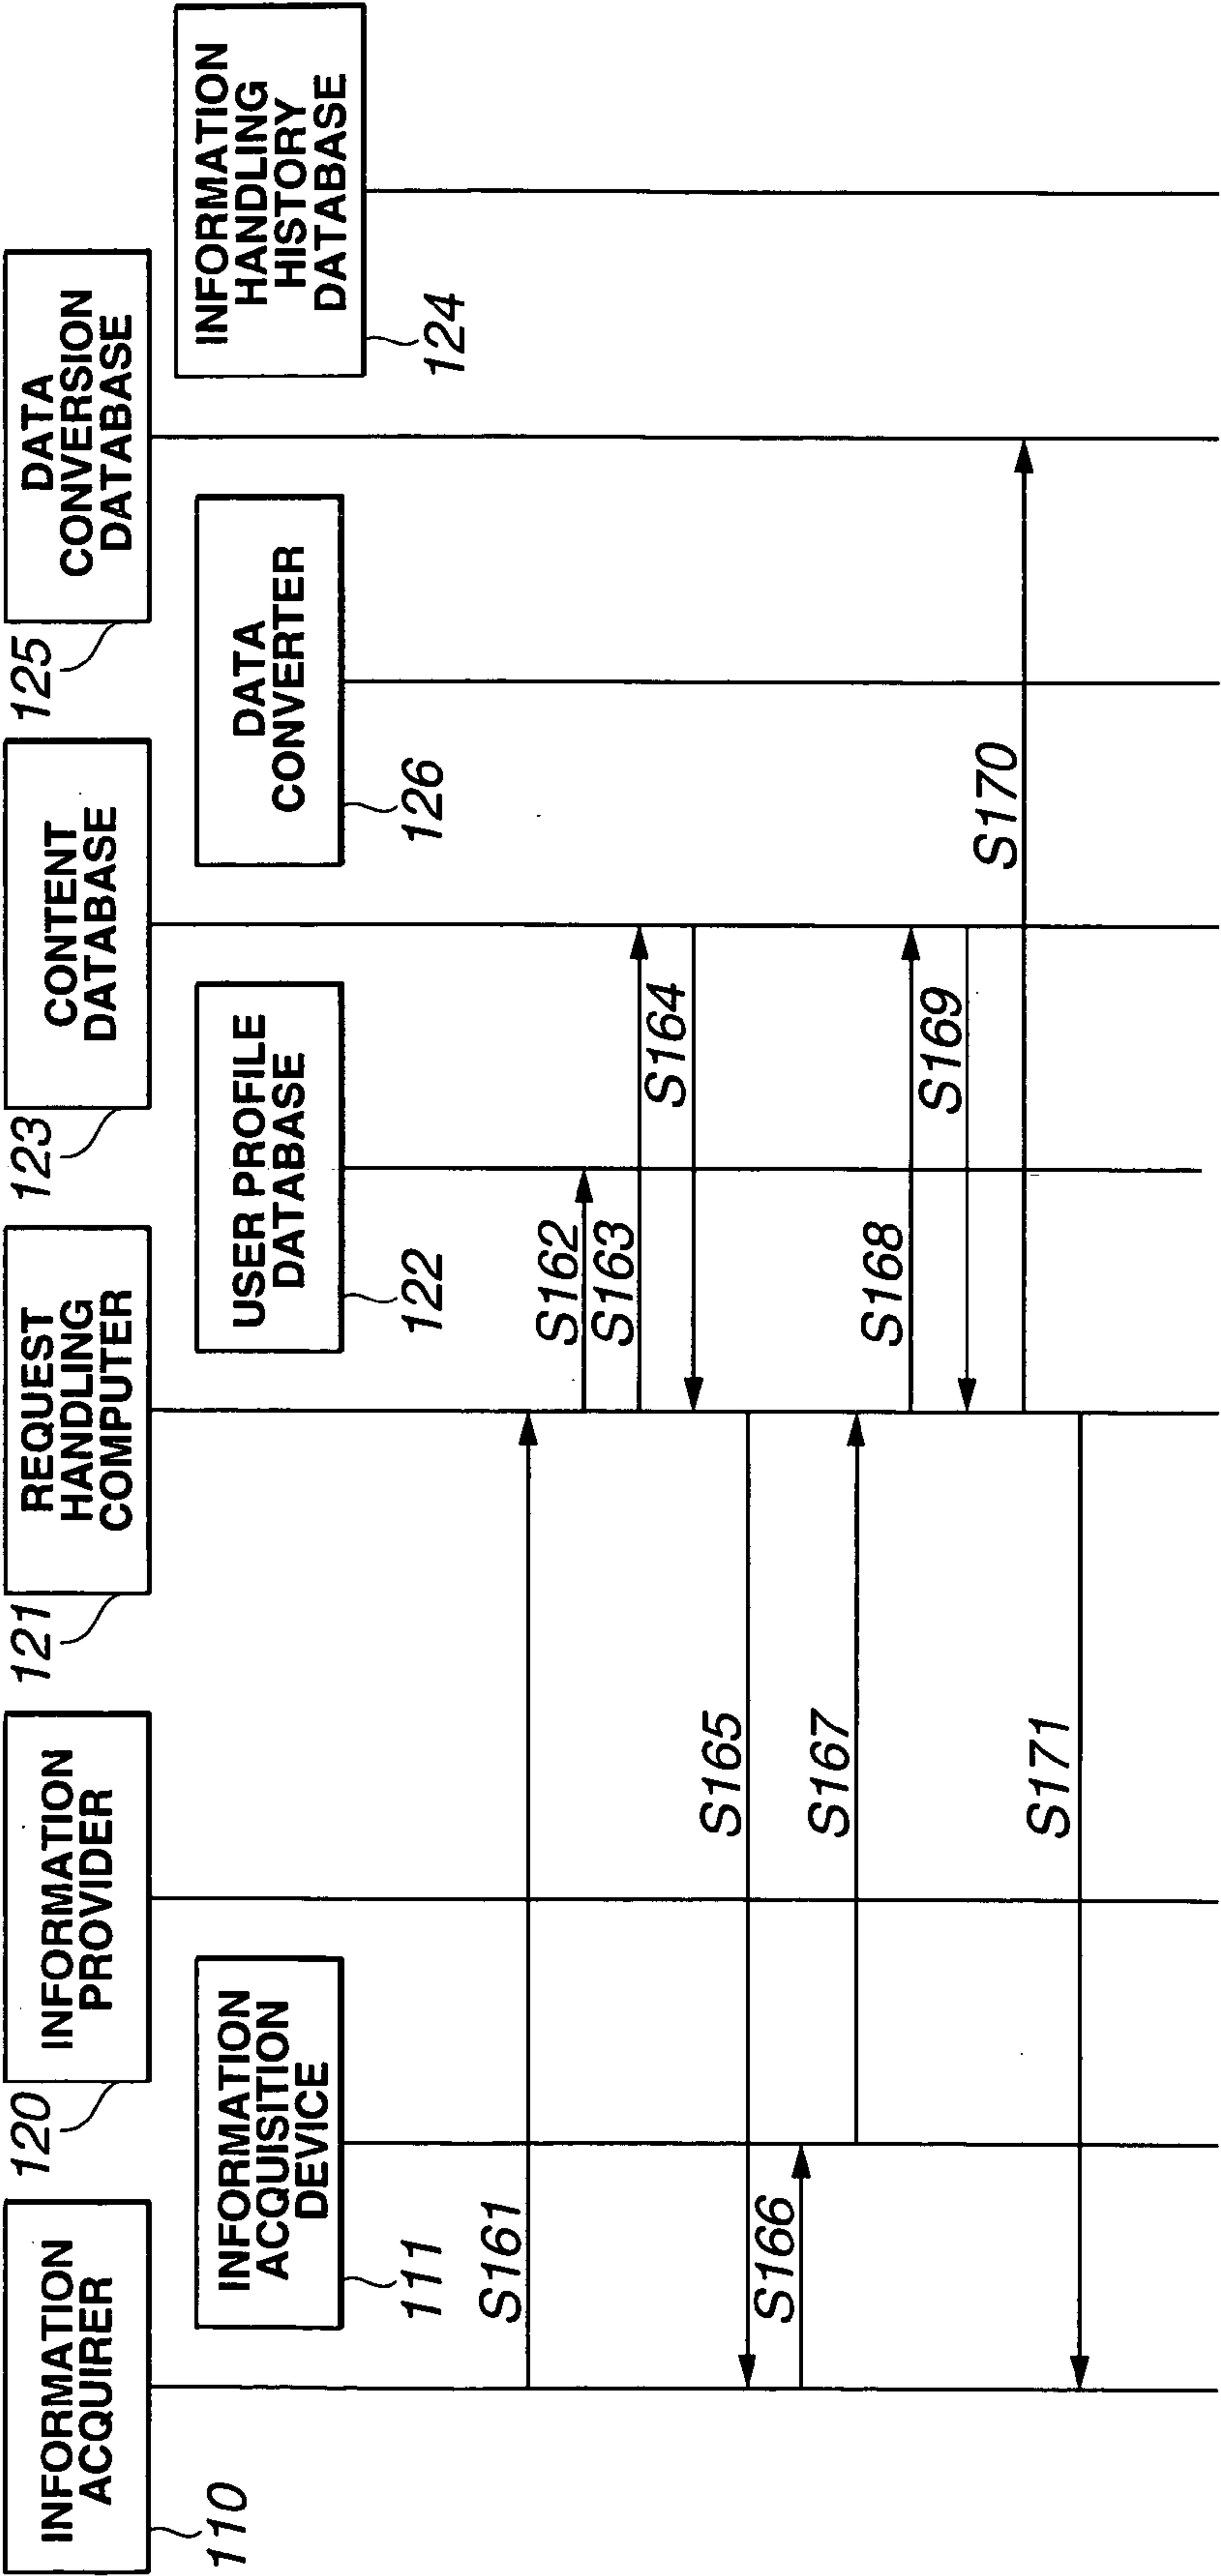 INFORMATION
ACQUIRER
110
INFORMATION
ACQUISITION
DEVICE
111
INFORMATION
PROVIDER
120
REQUEST
HANDLING
COMPUTER
121
USER PROFILE
DATABASE
122
CONTENT
DATABASE
123
DATA
CONVERTER
126
DATA
CONVERSION
DATABASE
125
INFORMATION
HANDLING
HISTORY
DATABASE
124
S161
S162
S163
S164
S165
S166
S167
S168
S169
S170
S171